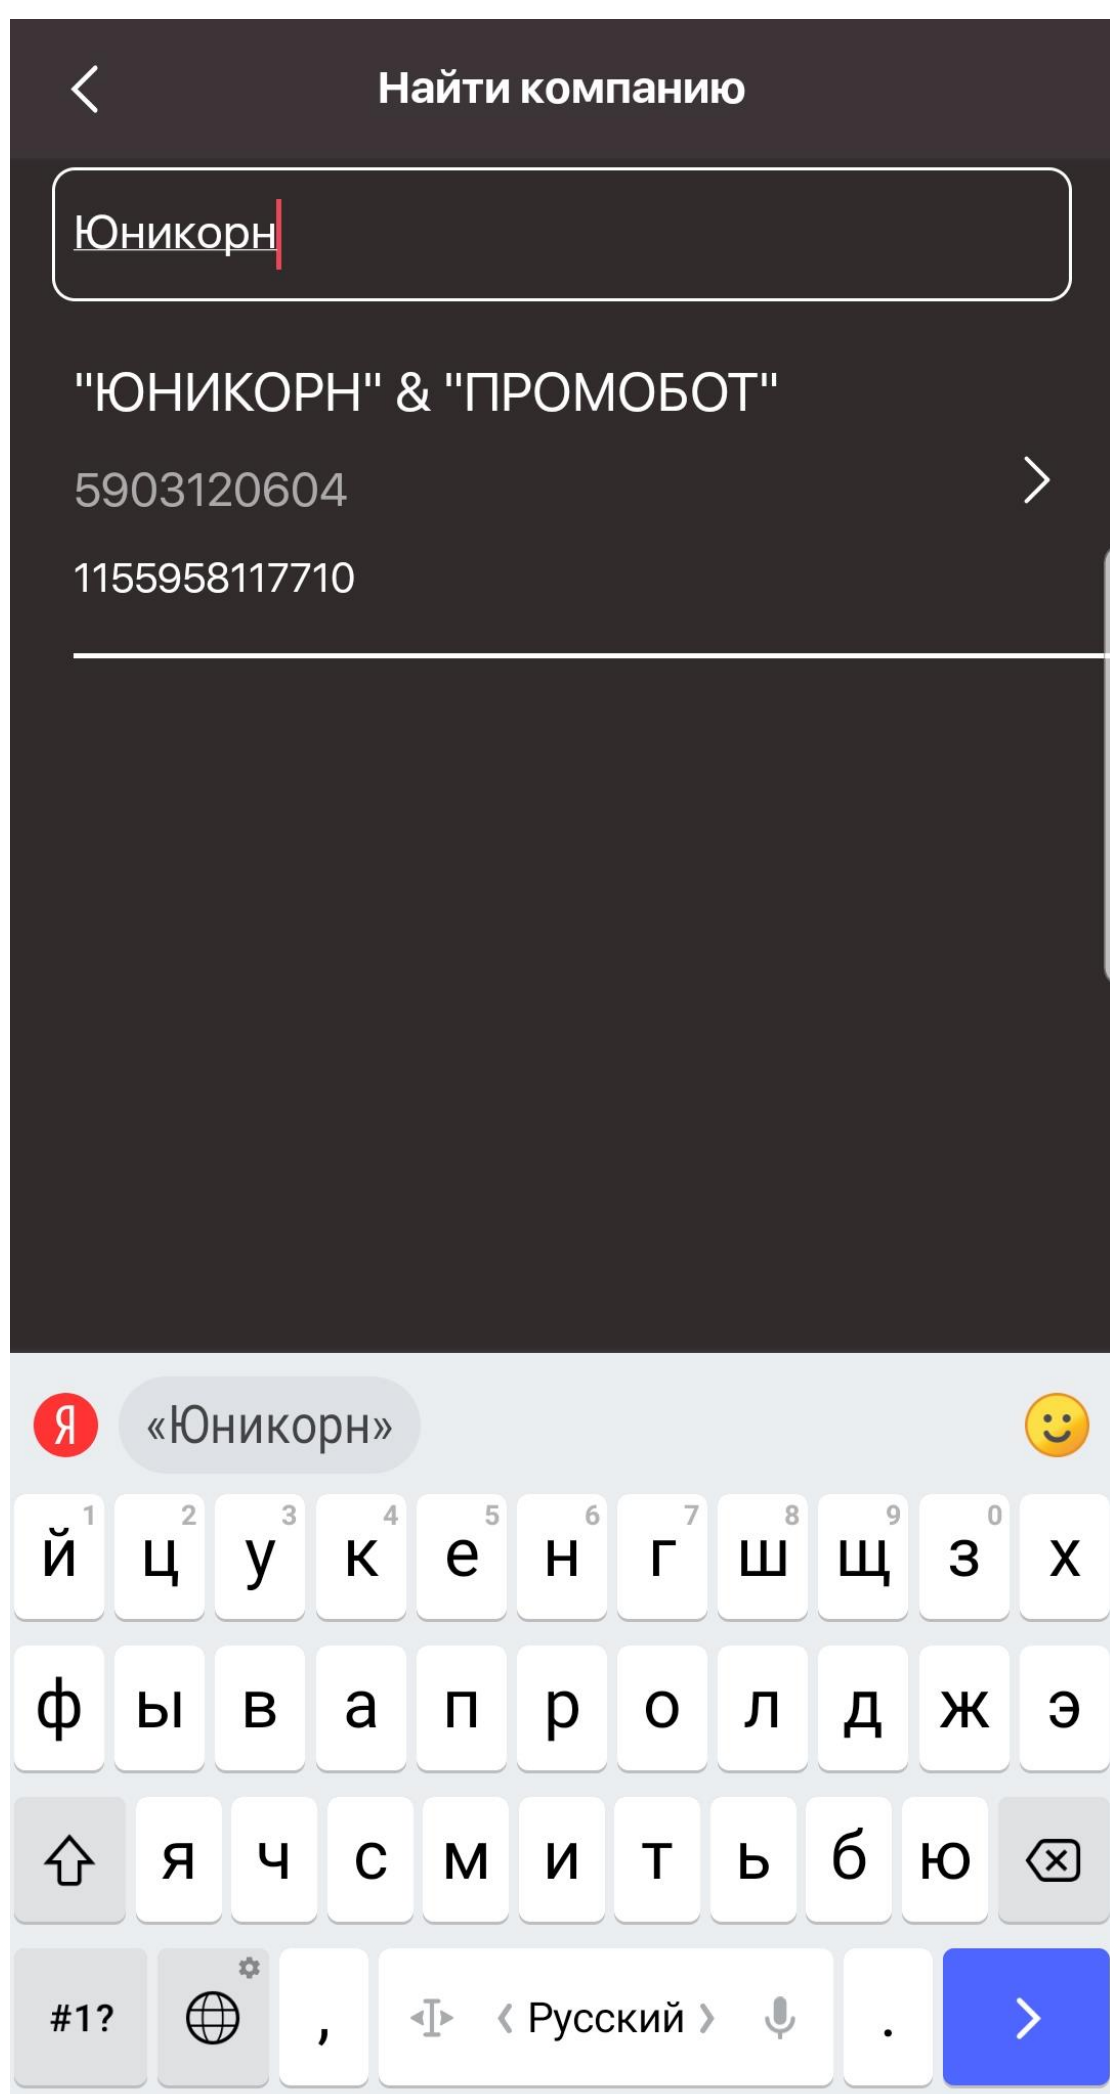 Найти компанию
Юникорн
"ЮНИКОРН" & "ПРОМОБОТ"
5903120604
1155958117710
Я «Юникорн»
й 1 ц 2 у 3 к 4 е 5 н 6 г 7 ш 8 щ 9 з 0 х
ф ы в а п р о л д ж э
я ч с м и т ь б ю
#1? , Русский .